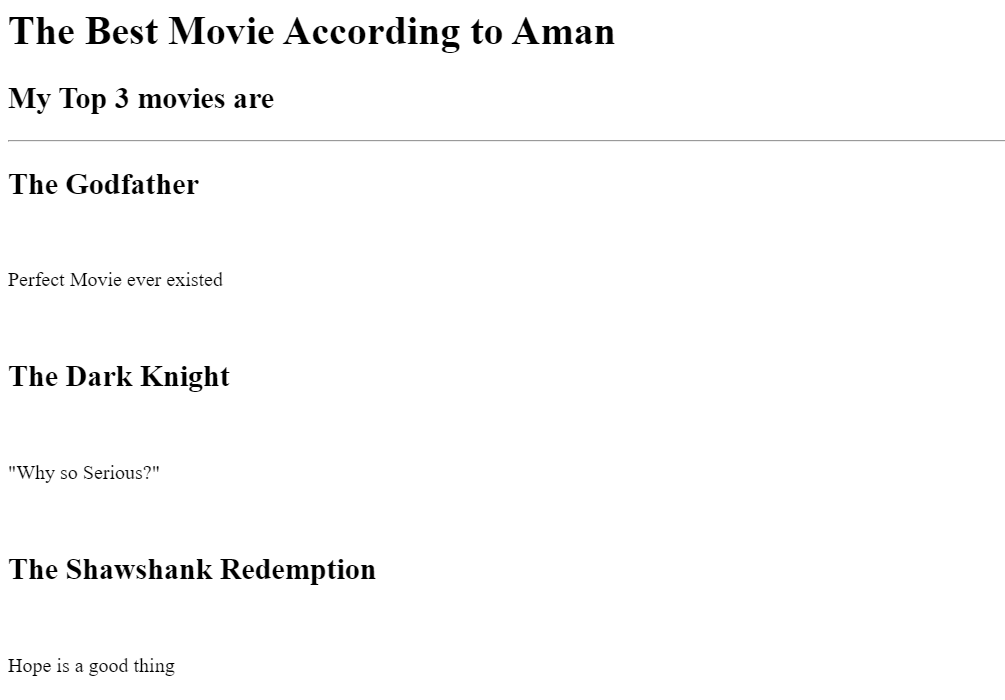 The Best Movie According to Aman
My Top 3 movies are
The Godfather
Perfect Movie ever existed
The Dark Knight
"Why so Serious?"
The Shawshank Redemption
Hope is a good thing